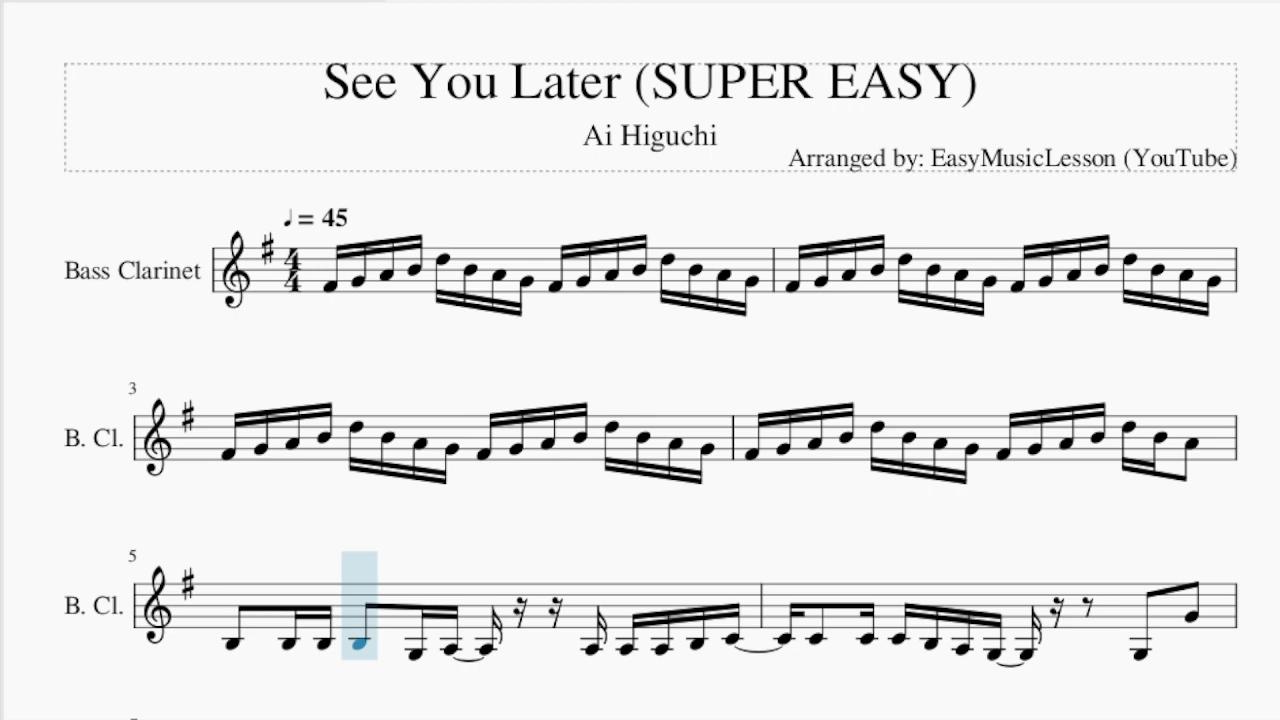 See You Later (SUPER EASY)
Ai Higuchi
Arranged by: EasyMusicLesson (YouTube)
♩ = 45
Bass Clarinet
4
4
3
B. Cl.
5
B. Cl.